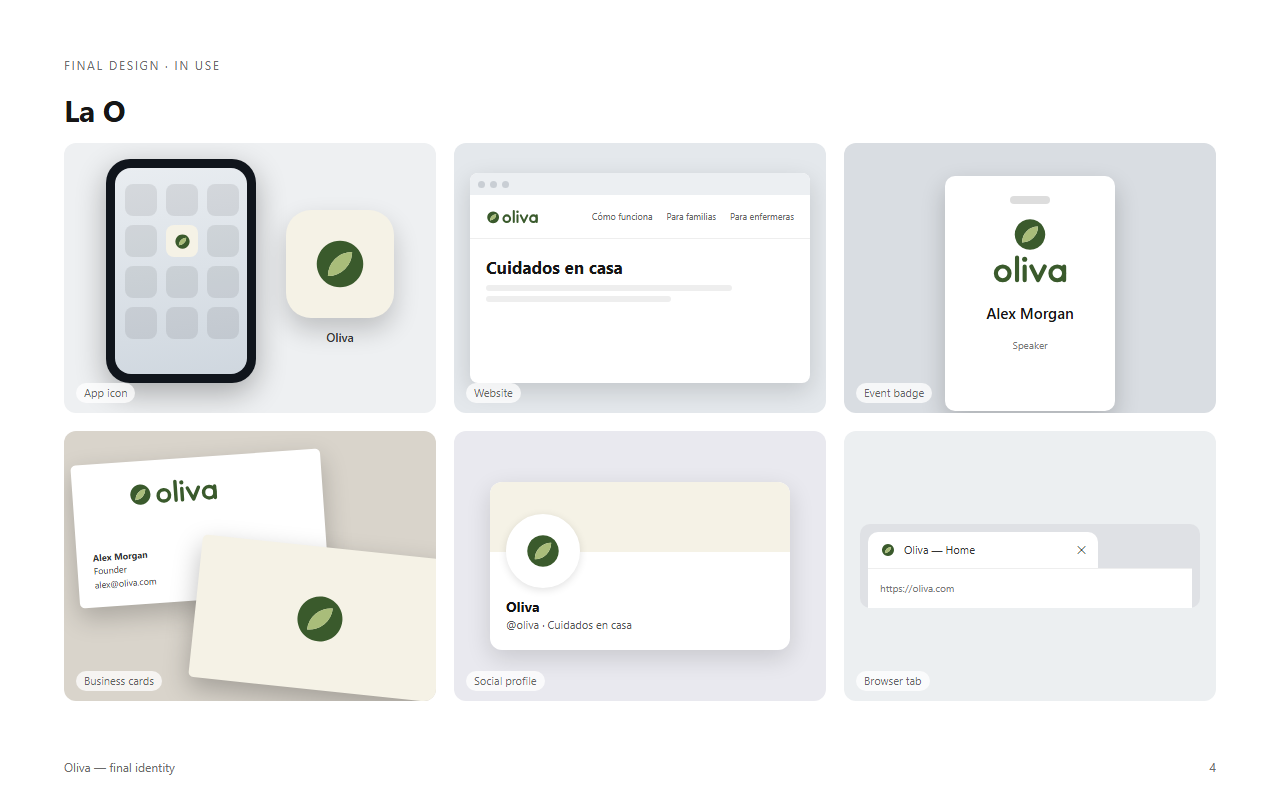 FINAL DESIGN · IN USE
La O
Oliva
App icon
oliva
Cómo funciona Para familias Para enfermeras
Cuidados en casa
Website
oliva
Alex Morgan
Speaker
Event badge
oliva
Alex Morgan
Founder
alex@oliva.com
Business cards
Oliva
@oliva · Cuidados en casa
Social profile
Oliva — Home
https://oliva.com
Browser tab
Oliva — final identity
4